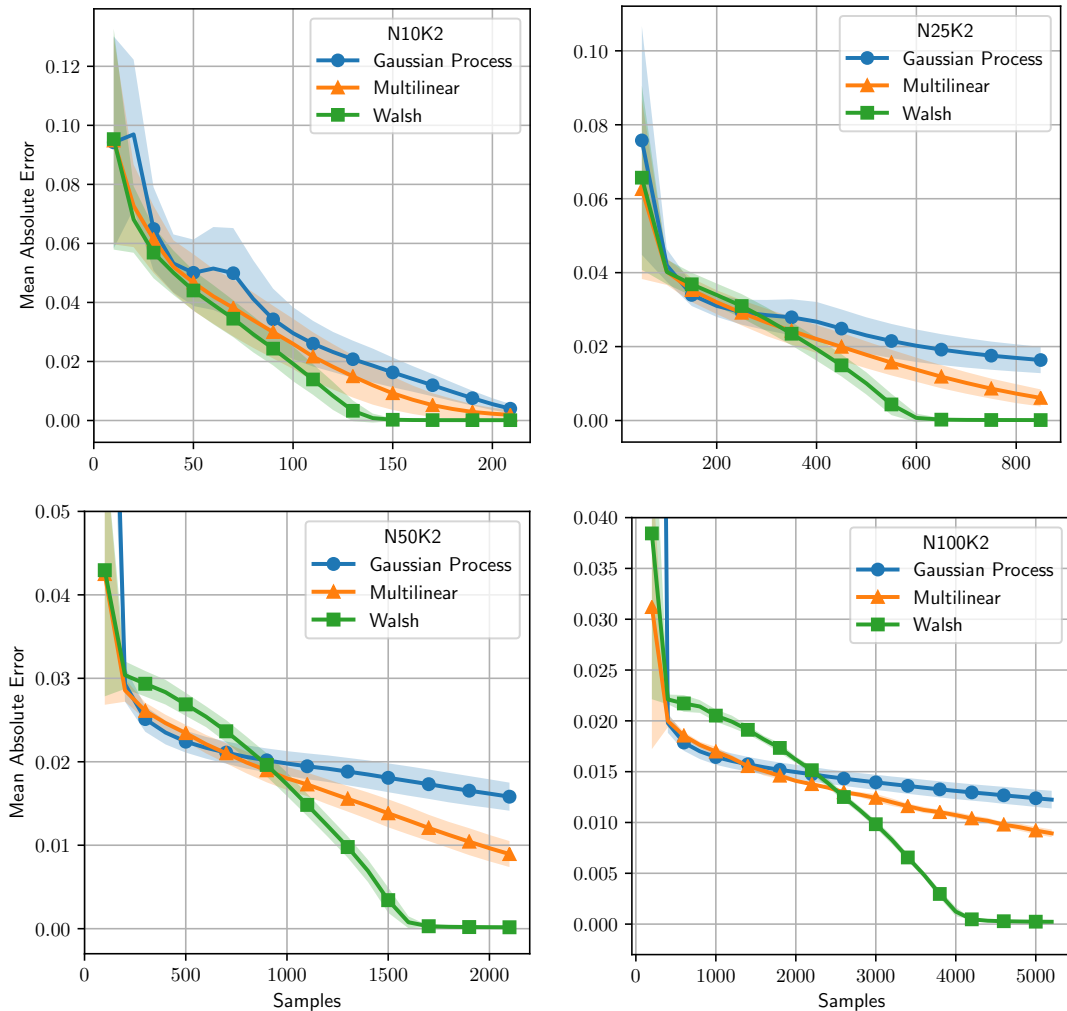 N10K2
Gaussian Process
Multilinear
Walsh
Mean Absolute Error
0.12
0.10
0.08
0.06
0.04
0.02
0.00
0 50 100 150 200
N25K2
Gaussian Process
Multilinear
Walsh
0.10
0.08
0.06
0.04
0.02
0.00
200 400 600 800
N50K2
Gaussian Process
Multilinear
Walsh
Mean Absolute Error
0.05
0.04
0.03
0.02
0.01
0.00
0 500 1000 1500 2000
Samples
N100K2
Gaussian Process
Multilinear
Walsh
0.040
0.035
0.030
0.025
0.020
0.015
0.010
0.005
0.000
0 1000 2000 3000 4000 5000
Samples